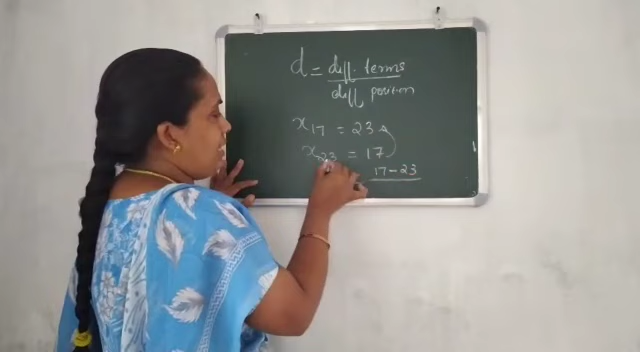 d = diff. terms
diff position
x₁₇ = 23
x₂₃ = 17
17-23